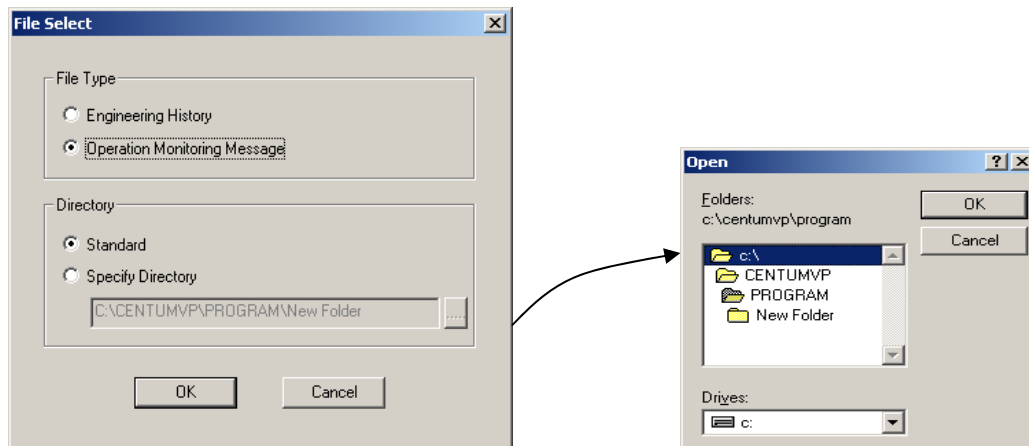 File Select
File Type
Engineering History
Operation Monitoring Message
Directory
Standard
Specify Directory
C:\CENTUMVP\PROGRAM\New Folder
.....
OK
Cancel
Open
Folders:
c:\centumvp\program
c:\
CENTUMVP
PROGRAM
New Folder
OK
Cancel
Drives:
c: